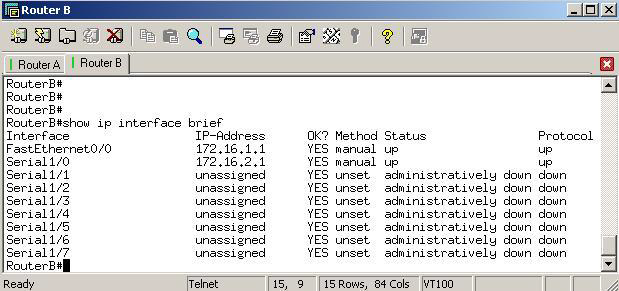 Router B
Router A
Router B
RouterB#
RouterB#
RouterB#
RouterB#show ip interface brief
Interface IP-Address OK? Method Status Protocol
FastEthernet0/0 172.16.1.1 YES manual up up
Serial1/0 172.16.2.1 YES manual up up
Serial1/1 unassigned YES unset administratively down down
Serial1/2 unassigned YES unset administratively down down
Serial1/3 unassigned YES unset administratively down down
Serial1/4 unassigned YES unset administratively down down
Serial1/5 unassigned YES unset administratively down down
Serial1/6 unassigned YES unset administratively down down
Serial1/7 unassigned YES unset administratively down down
RouterB#
Ready Telnet 15, 9 15 Rows, 84 Cols VT100